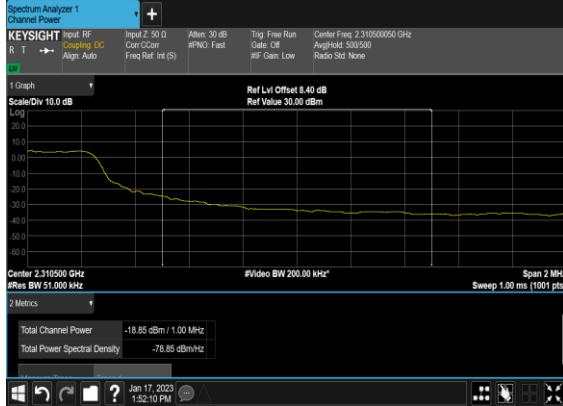 Spectrum Analyzer 1
Channel Power
+
KEYSIGHT
R T
Input: RF
Coupling: DC
Align: Auto
Input Z: 50 Ω
Corr CCorr
Freq Ref: Int (S)
Atten: 30 dB
#PNO: Fast
Trig: Free Run
Gate: Off
#IF Gain: Low
Center Freq: 2.310500050 GHz
Avg|Hold: 500/500
Radio Std: None
1 Graph
Scale/Div 10.0 dB
Ref Lvl Offset 8.40 dB
Ref Value 30.00 dBm
Log
20.0
10.0
0.00
-10.0
-20.0
-30.0
-40.0
-50.0
-60.0
Center 2.310500 GHz
#Res BW 51.000 kHz
#Video BW 200.00 kHz*
Span 2 MHz
Sweep 1.00 ms (1001 pts)
2 Metrics
Total Channel Power -18.85 dBm / 1.00 MHz
Total Power Spectral Density -78.85 dBm/Hz
?
Jan 17, 2023
1:52:10 PM